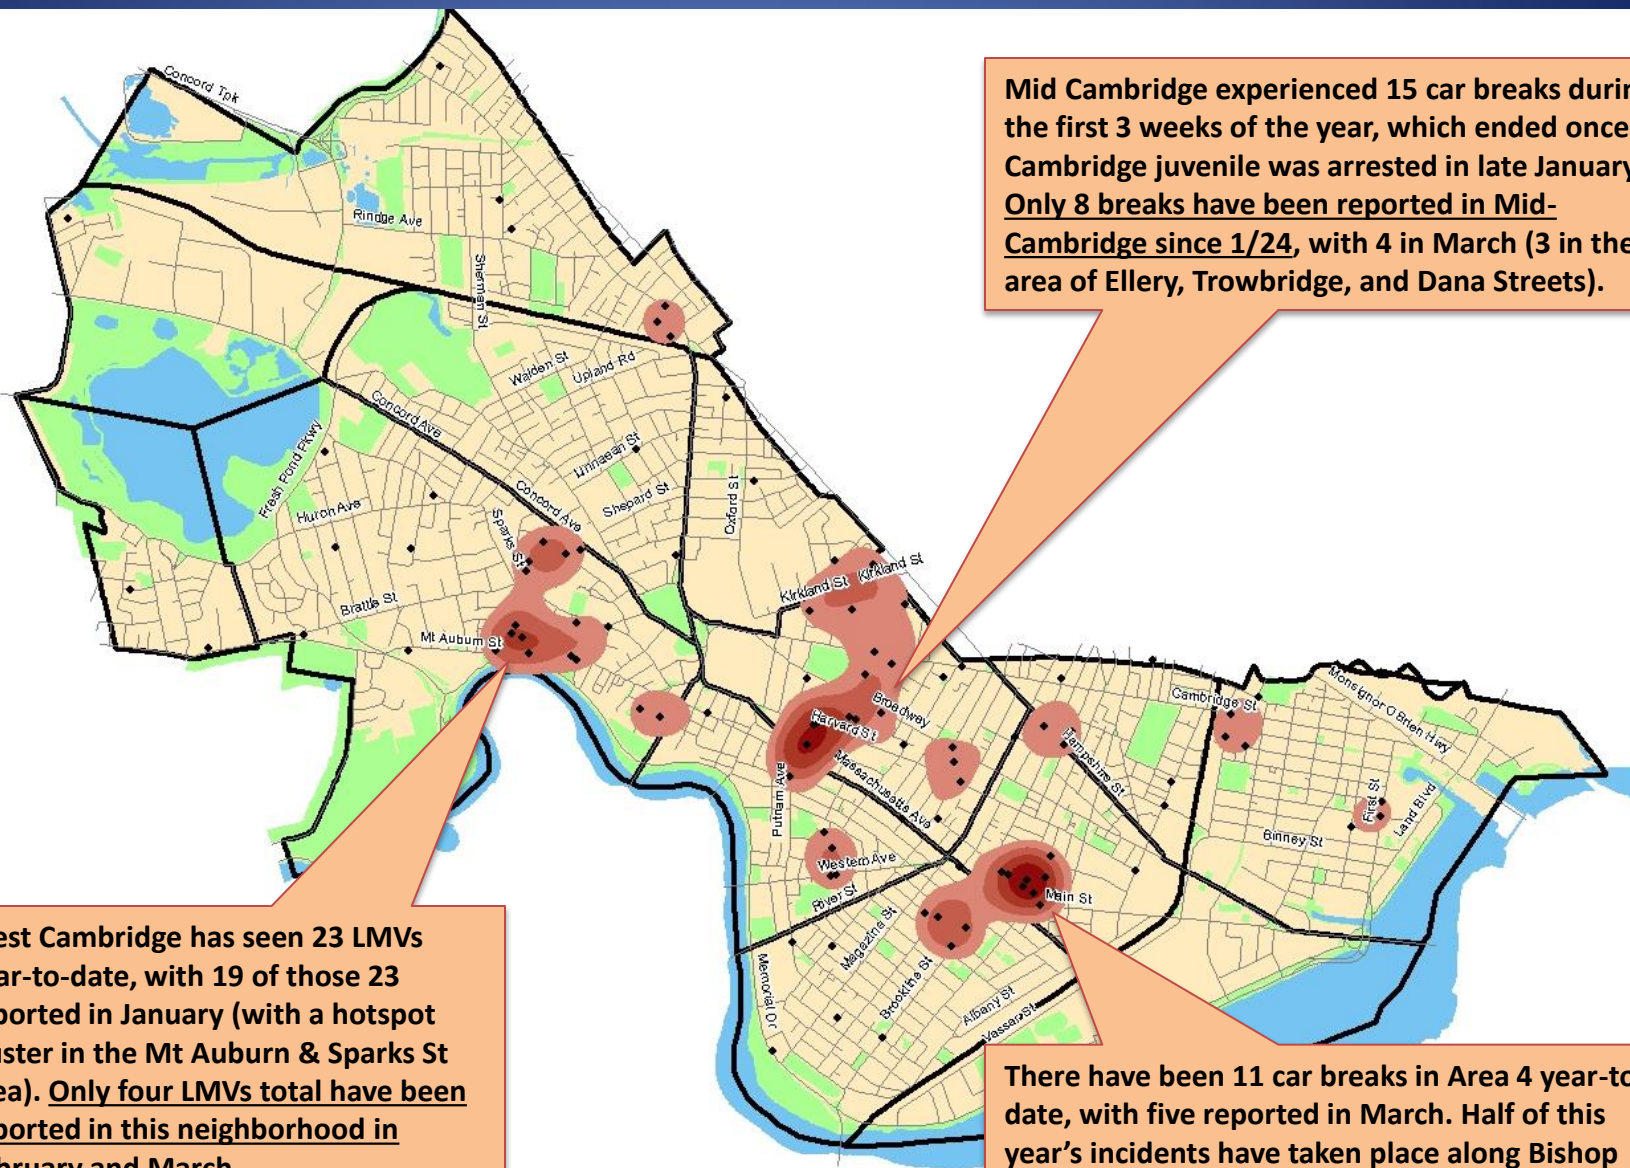 Mid Cambridge experienced 15 car breaks durin
the first 3 weeks of the year, which ended once
Cambridge juvenile was arrested in late January
Only 8 breaks have been reported in Mid-
Cambridge since 1/24, with 4 in March (3 in the
area of Ellery, Trowbridge, and Dana Streets).
Concord Tpk
Rindge Ave
Sherman St
Walden St
Upland Rd
Concord Ave
Linnaean St
Fresh Pond Pkwy
Huron Ave
Concord Ave
Shepard St
Oxford St
Sparks St
Kirkland St
Kirkland St
Brattle St
Mt Auburn St
Cambridge St
Monsignor O'Brien Hwy
Broadway
Harvard St
Hampshire St
Massachusetts Ave
Putnam Ave
First St
Land Blvd
Binney St
Western Ave
River St
Main St
Magazine St
Brookline St
Memorial Dr
Albany St
Vassar St
est Cambridge has seen 23 LMVs
ar-to-date, with 19 of those 23
ported in January (with a hotspot
uster in the Mt Auburn & Sparks St
ea). Only four LMVs total have been
ported in this neighborhood in
bruary and March
There have been 11 car breaks in Area 4 year-to
date, with five reported in March. Half of this
year's incidents have taken place along Bishop